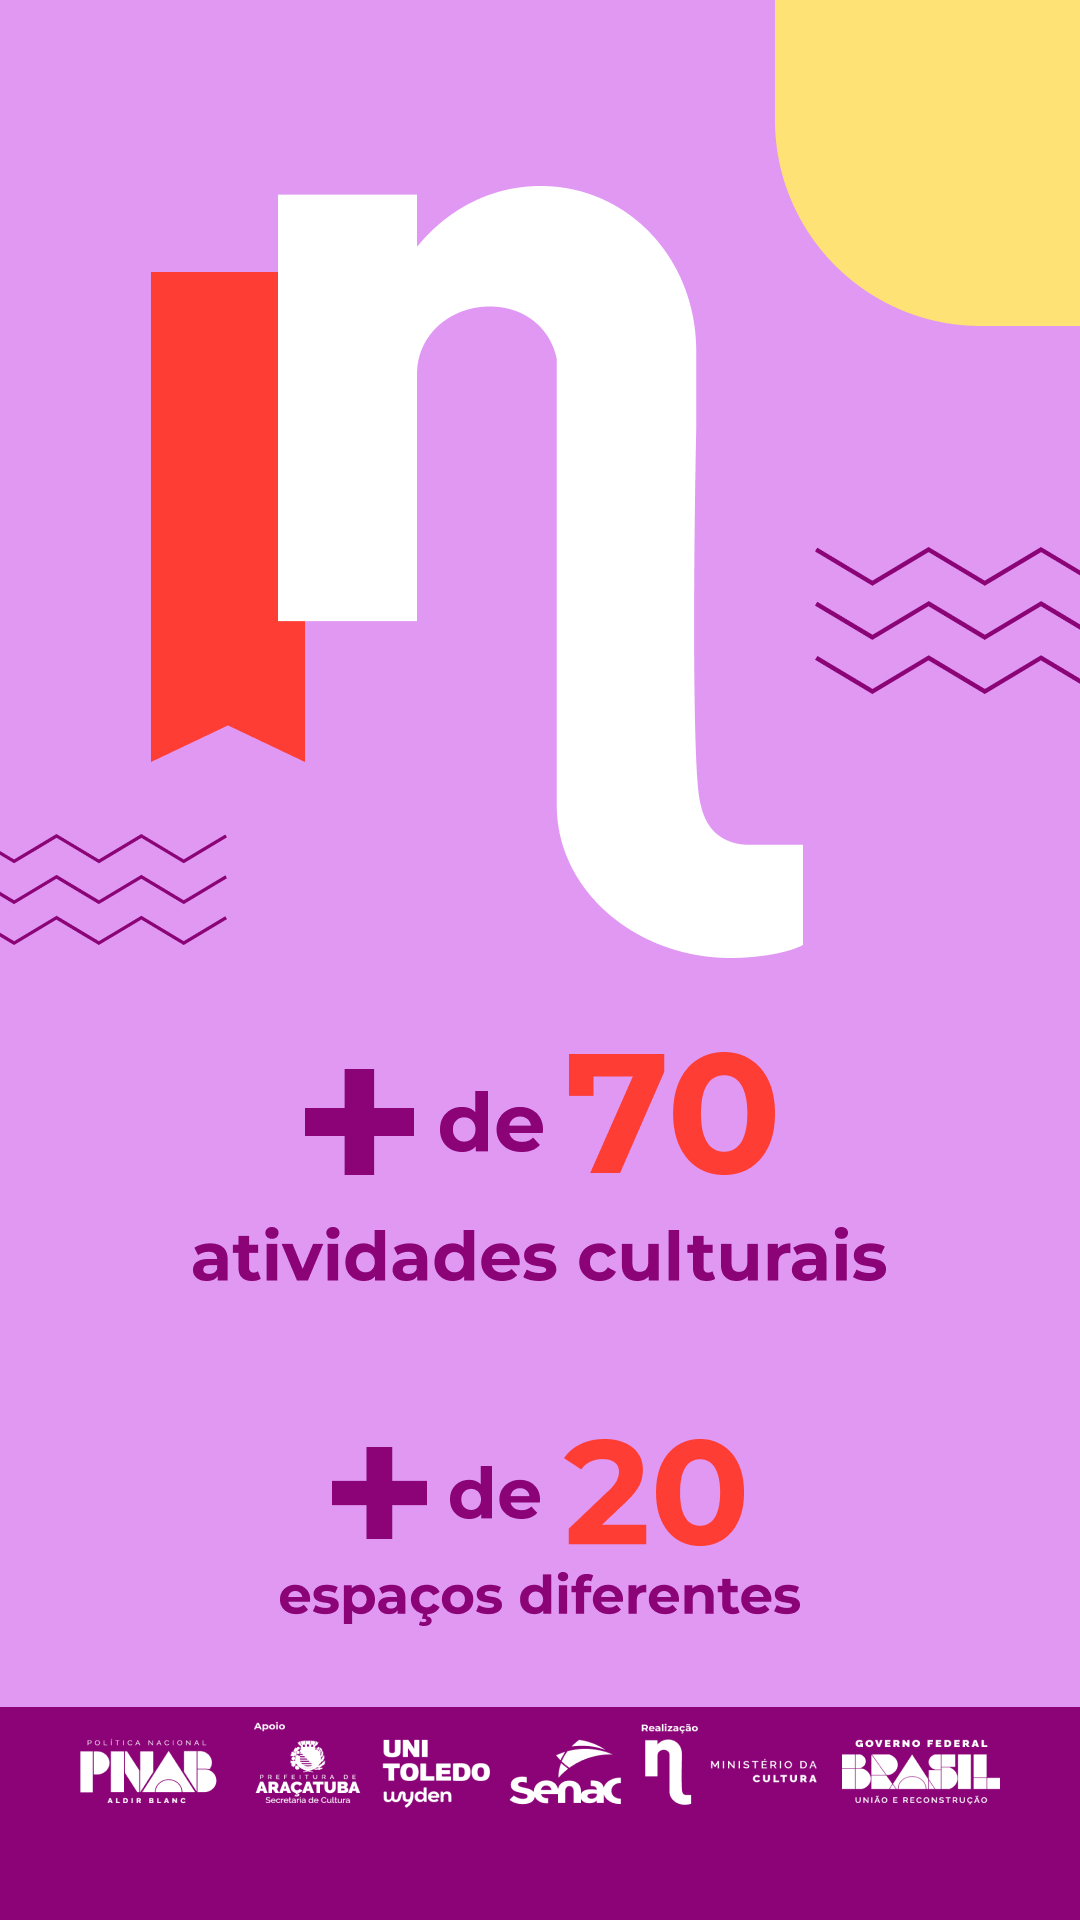 n
+ de 70
atividades culturais
+ de 20
espaços diferentes
POLÍTICA NACIONAL
PNAB
ALDIR BLANC
Apoio
PREFEITURA DE
ARAÇATUBA
Secretaria de Cultura
UNI
TOLEDO
wyden
senac
Realização
n
MINISTÉRIO DA
CULTURA
GOVERNO FEDERAL
BRASIL
UNIÃO E RECONSTRUÇÃO